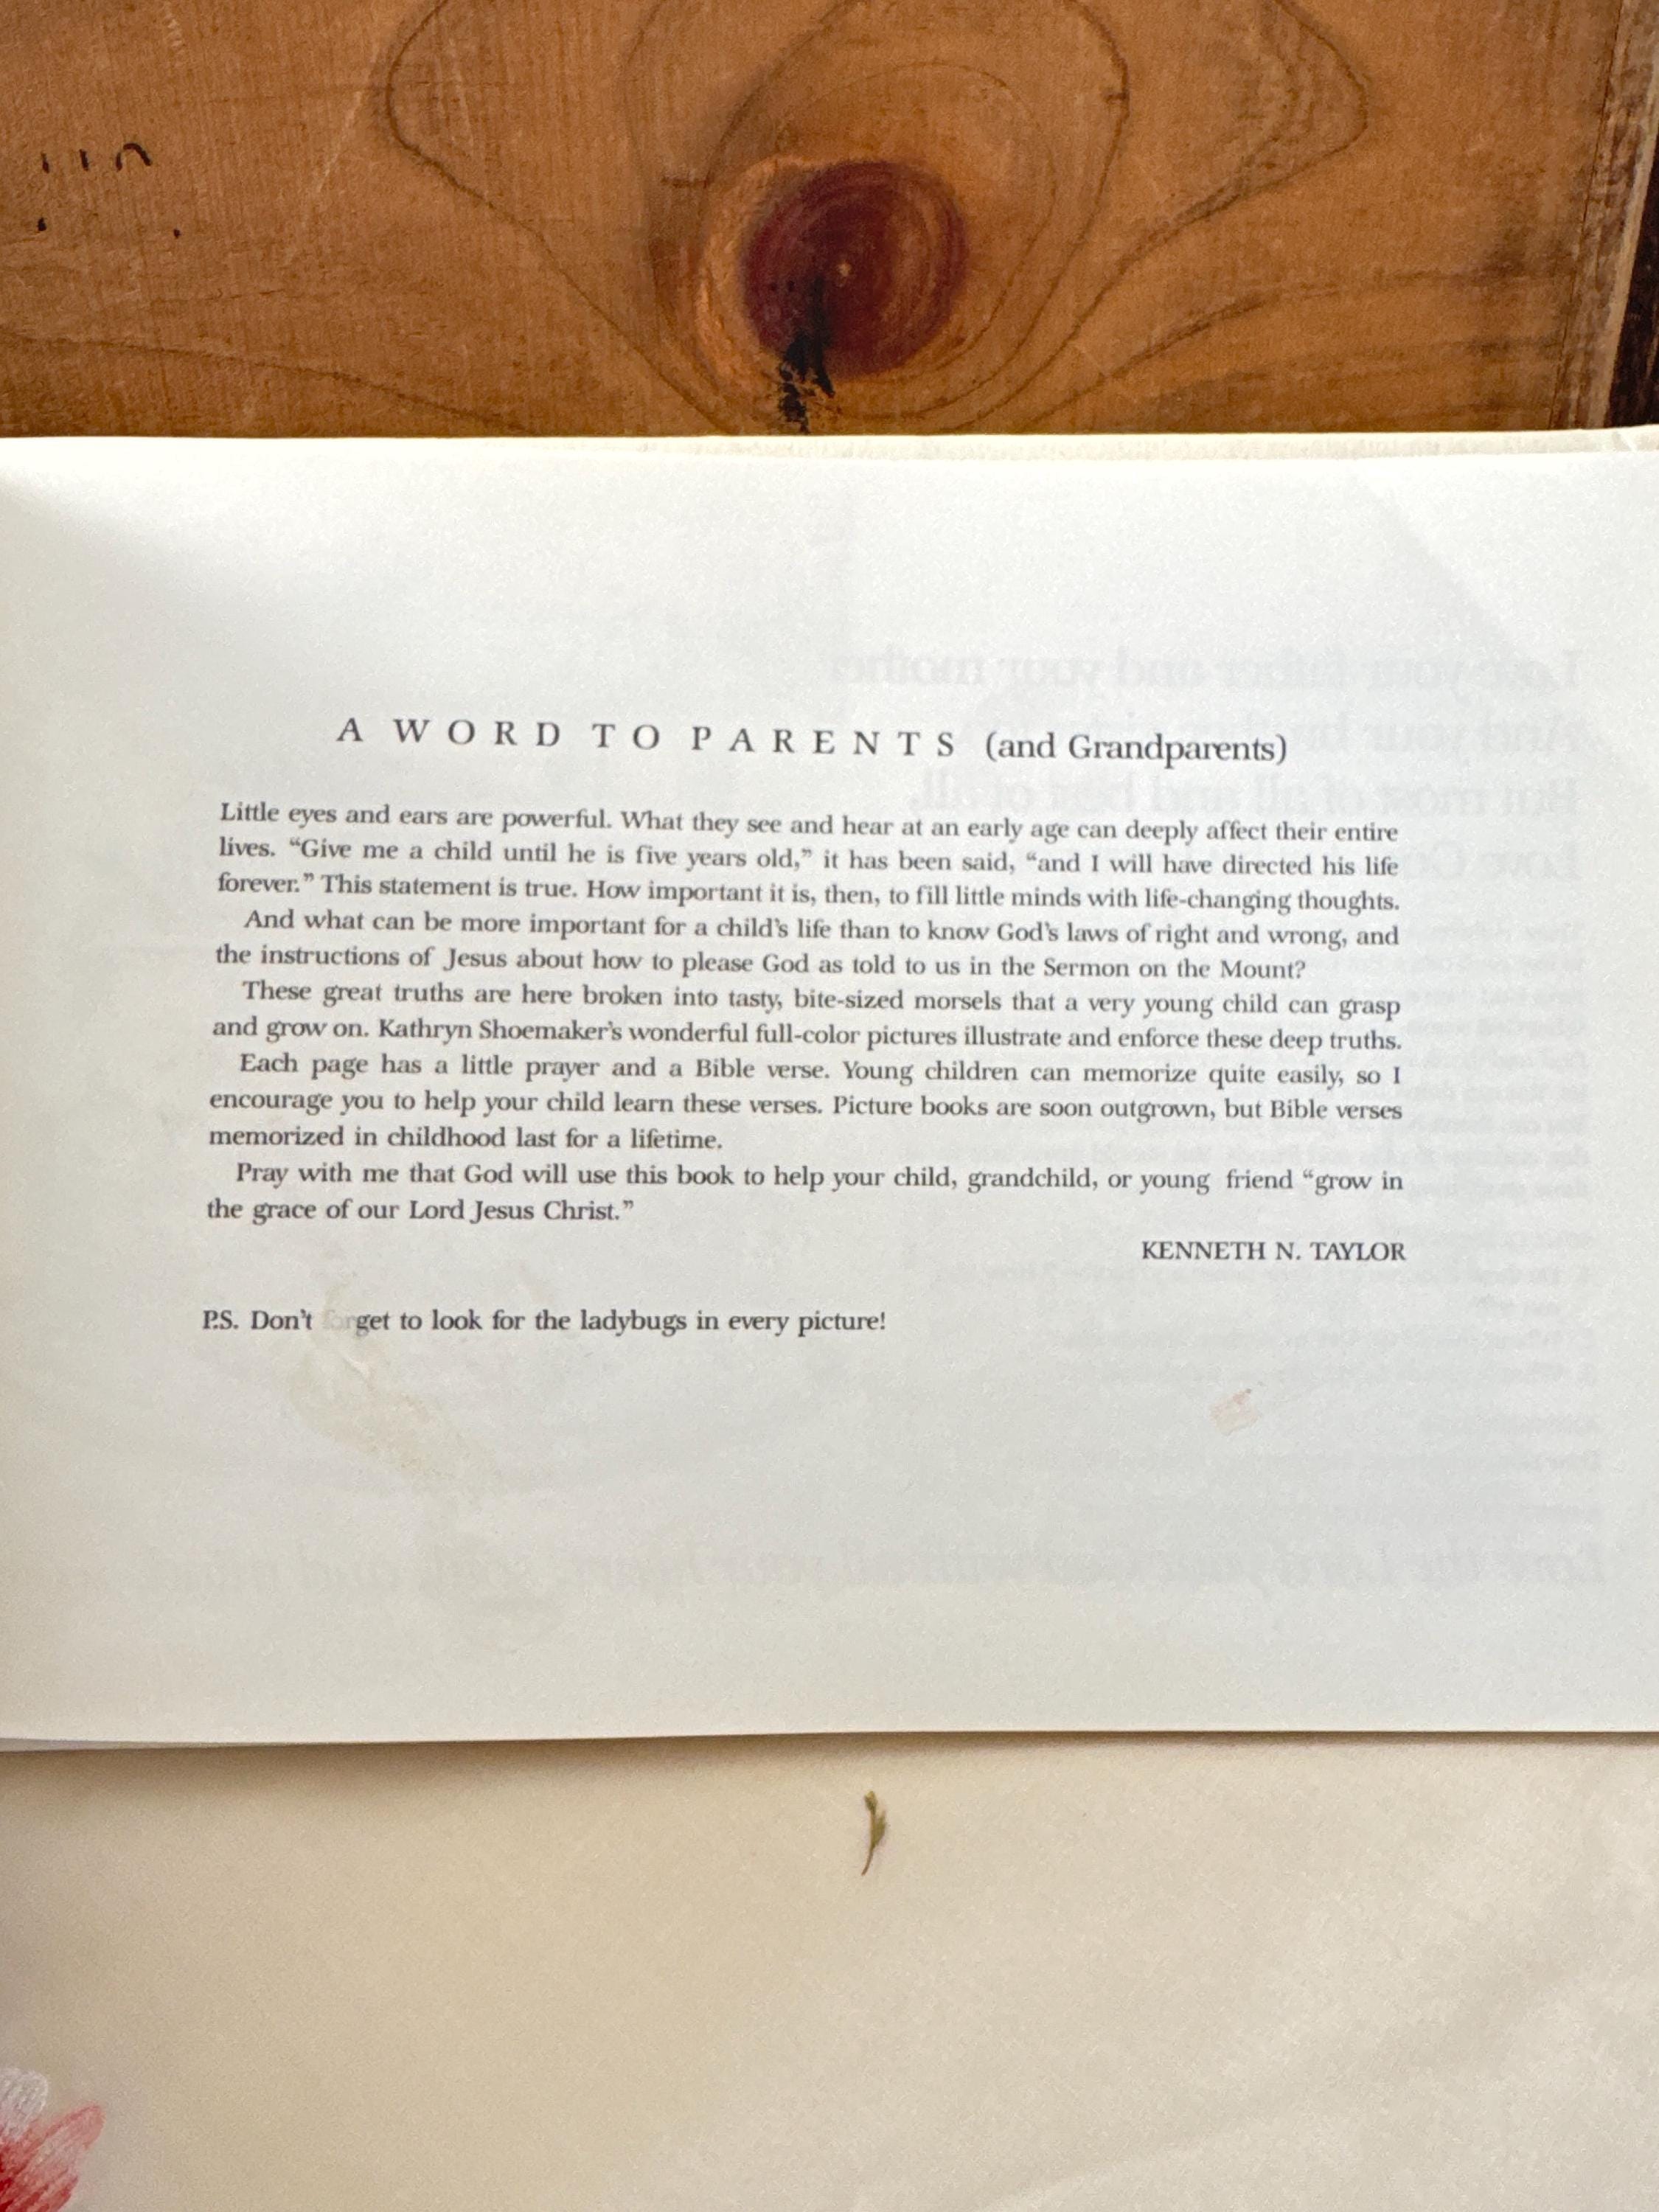 A WORD TO PARENTS (and Grandparents)
Little eyes and ears are powerful. What they see and hear at an early age can deeply affect their entire
lives. “Give me a child until he is five years old,” it has been said, “and I will have directed his life
forever.” This statement is true. How important it is, then, to fill little minds with life-changing thoughts.
And what can be more important for a child's life than to know God's laws of right and wrong, and
the instructions of Jesus about how to please God as told to us in the Sermon on the Mount?
These great truths are here broken into tasty, bite-sized morsels that a very young child can grasp
and grow on. Kathryn Shoemaker's wonderful full-color pictures illustrate and enforce these deep truths.
Each page has a little prayer and a Bible verse. Young children can memorize quite easily, so I
encourage you to help your child learn these verses. Picture books are soon outgrown, but Bible verses
memorized in childhood last for a lifetime.
Pray with me that God will use this book to help your child, grandchild, or young friend “grow in
the grace of our Lord Jesus Christ.”
KENNETH N. TAYLOR
P.S. Don't forget to look for the ladybugs in every picture!